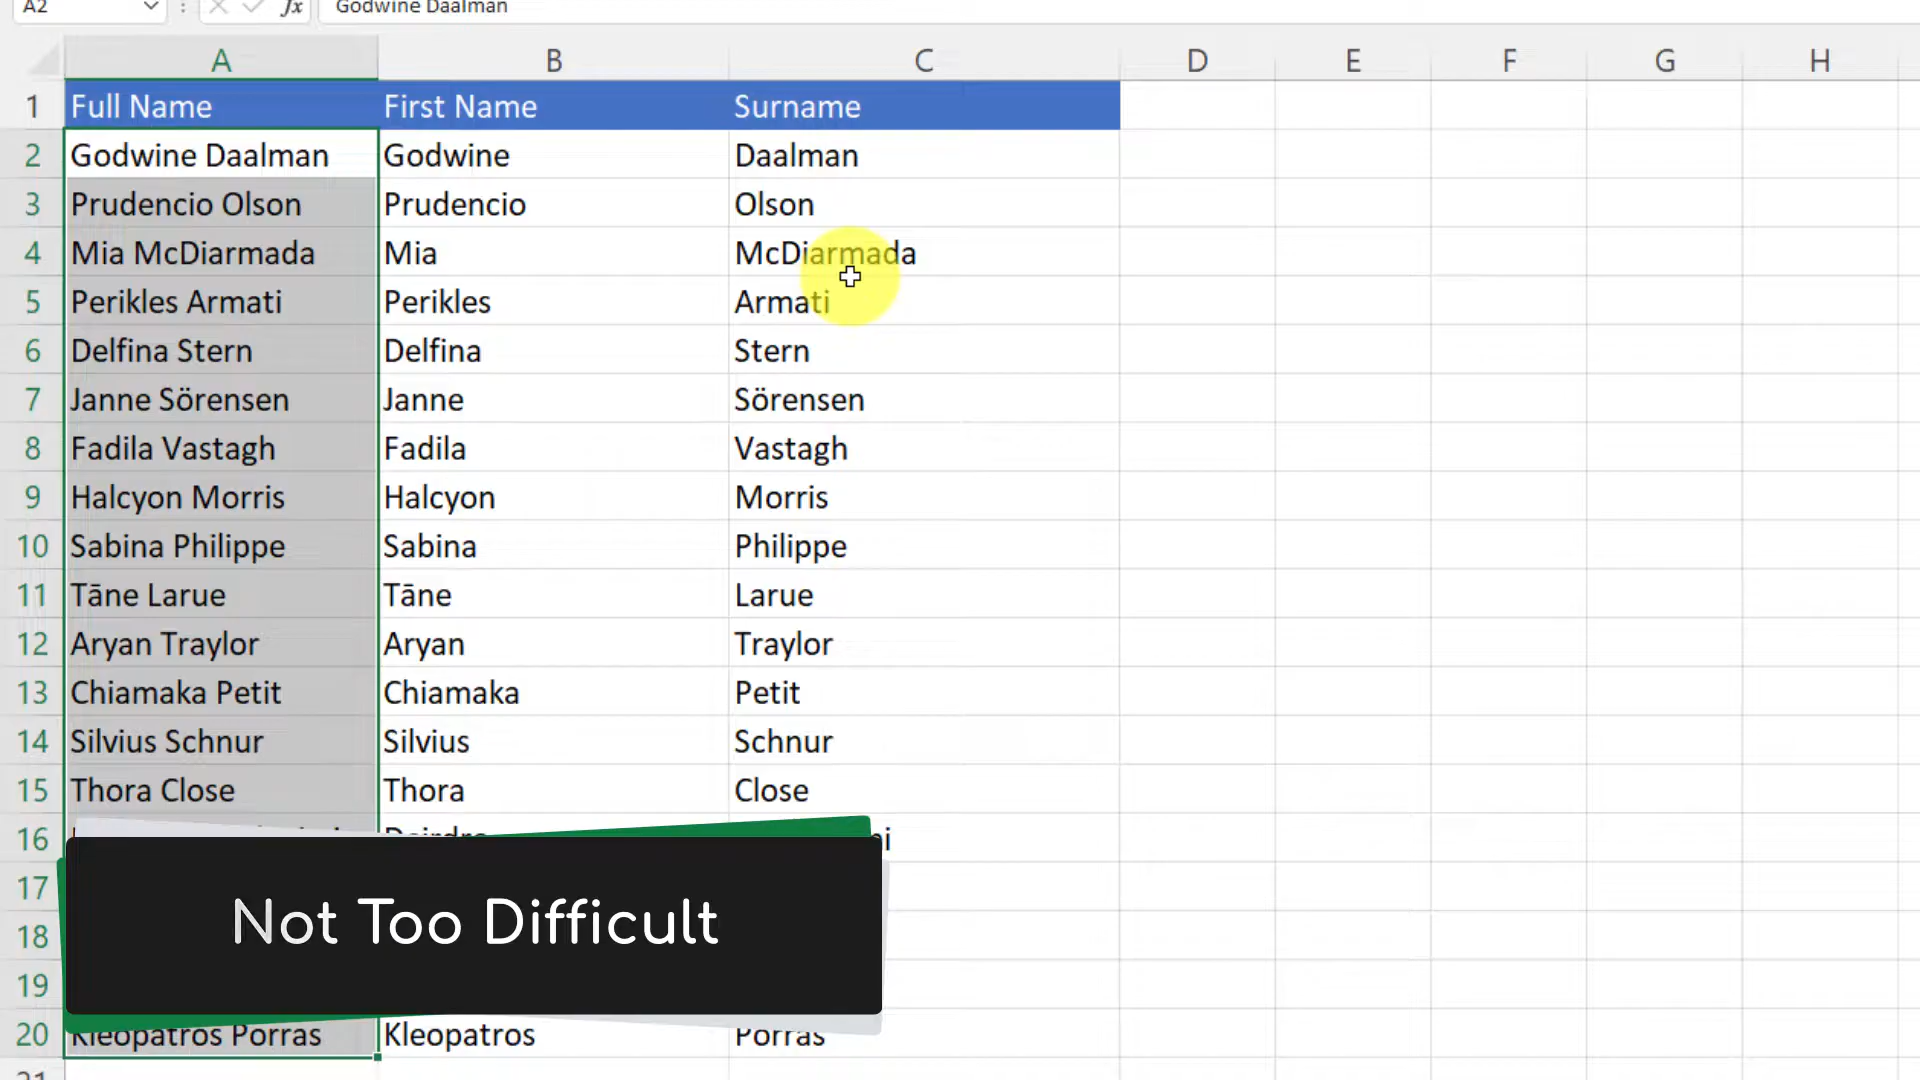 A2 fx Godwine Daalman
A B C D E F G H
1 Full Name First Name Surname
2 Godwine Daalman Godwine Daalman
3 Prudencio Olson Prudencio Olson
4 Mia McDiarmada Mia McDiarmada
5 Perikles Armati Perikles Armati
6 Delfina Stern Delfina Stern
7 Janne Sörensen Janne Sörensen
8 Fadila Vastagh Fadila Vastagh
9 Halcyon Morris Halcyon Morris
10 Sabina Philippe Sabina Philippe
11 Tāne Larue Tāne Larue
12 Aryan Traylor Aryan Traylor
13 Chiamaka Petit Chiamaka Petit
14 Silvius Schnur Silvius Schnur
15 Thora Close Thora Close
16 Deirdre
17
18
Not Too Difficult
19
20 Kleopatros Porras Kleopatros Porras
21